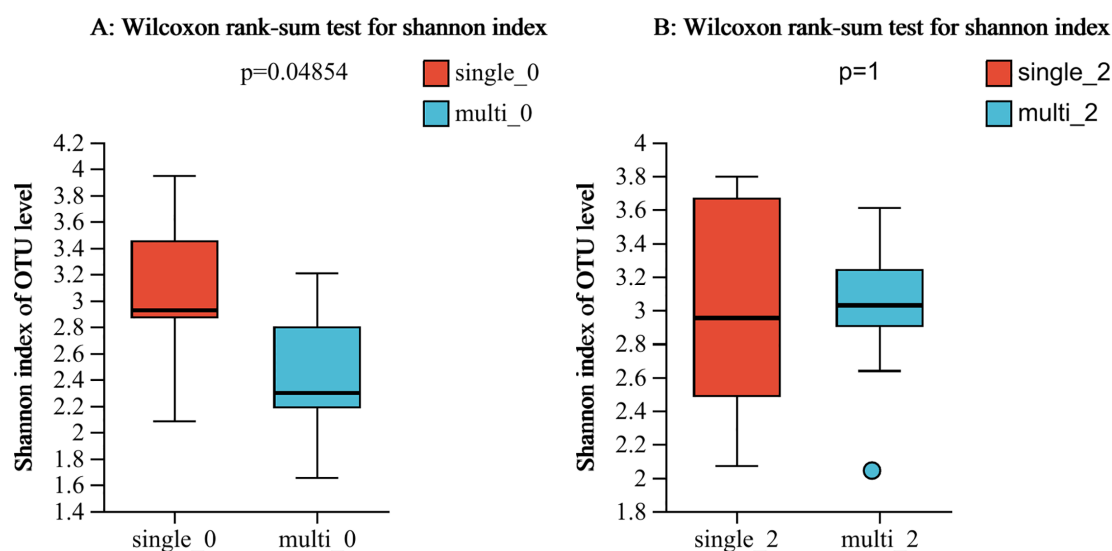 A: Wilcoxon rank-sum test for shannon index
p=0.04854
single_0
multi_0
Shannon index of OTU level
4.2
4
3.8
3.6
3.4
3.2
3
2.8
2.6
2.4
2.2
2
1.8
1.6
1.4
single_0
multi_0
B: Wilcoxon rank-sum test for shannon index
p=1
single_2
multi_2
Shannon index of OTU level
4
3.8
3.6
3.4
3.2
3
2.8
2.6
2.4
2.2
2
1.8
single_2
multi_2